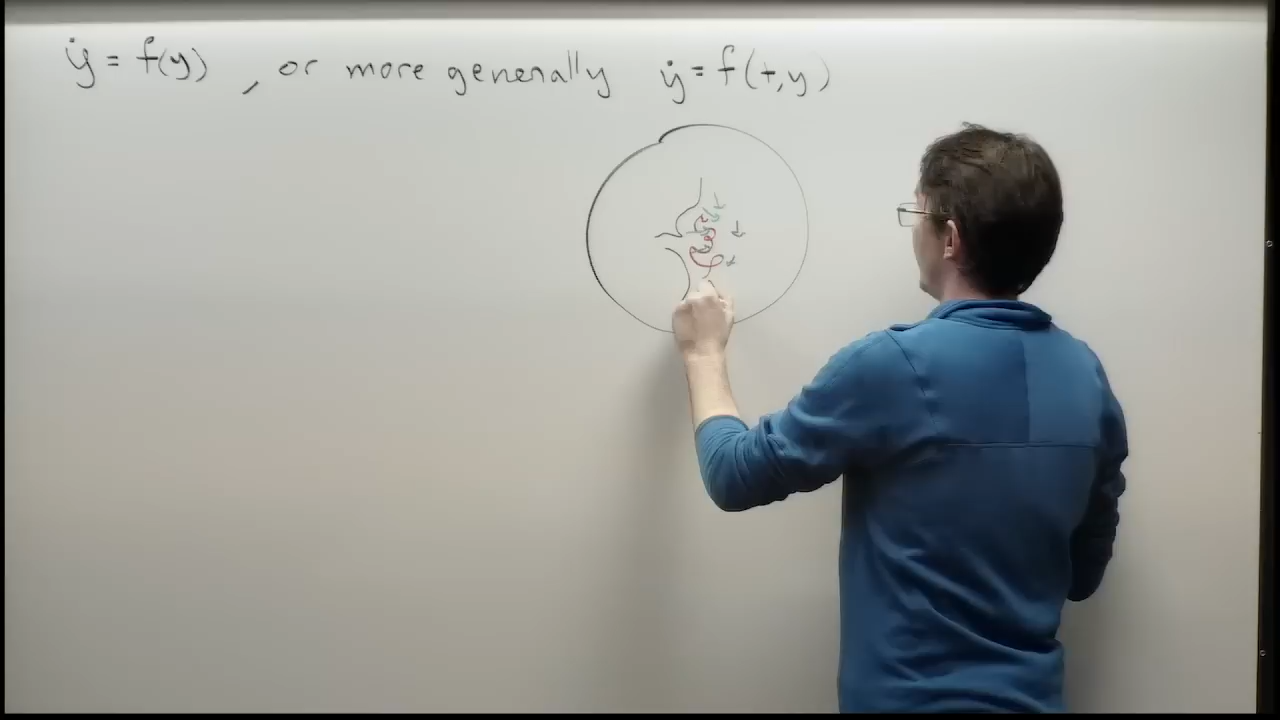 ẏ = f(y) , or more generally ẏ = f(t,y)